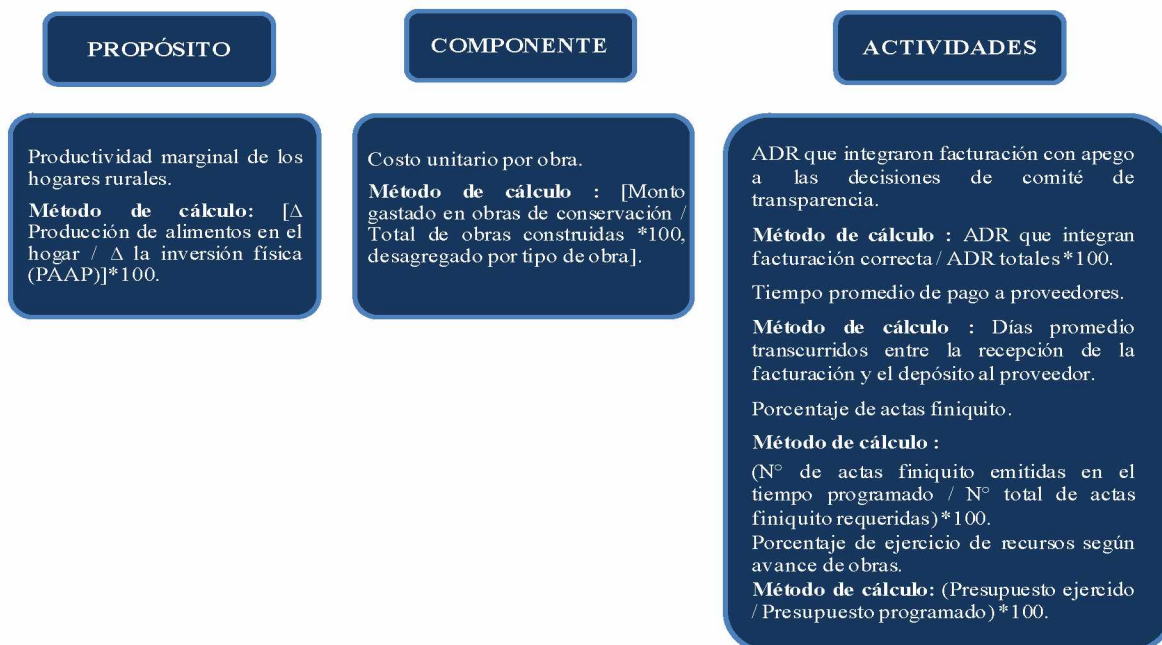 PROPÓSITO
Productividad marginal de los
hogares rurales.
Método de cálculo: [Δ
Producción de alimentos en el
hogar / Δ la inversión física
(PAAP)]*100.
COMPONENTE
Costo unitario por obra.
Método de cálculo : [Monto
gastado en obras de conservación /
Total de obras construidas *100,
desagregado por tipo de obra].
ACTIVIDADES
ADR que integraron facturación con apego
a las decisiones de comité de
transparencia.
Método de cálculo : ADR que integran
facturación correcta / ADR totales *100.
Tiempo promedio de pago a proveedores.
Método de cálculo : Días promedio
transcurridos entre la recepción de la
facturación y el depósito al proveedor.
Porcentaje de actas finiquito.
Método de cálculo :
(N° de actas finiquito emitidas en el
tiempo programado / N° total de actas
finiquito requeridas) *100.
Porcentaje de ejercicio de recursos según
avance de obras.
Método de cálculo: (Presupuesto ejercido
/ Presupuesto programado) *100.